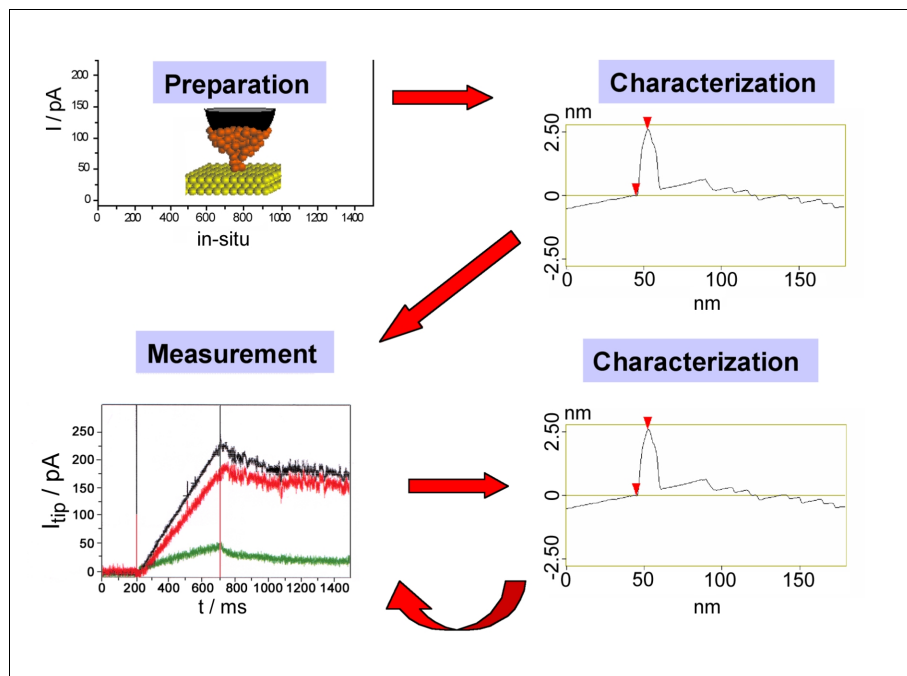 Preparation
I / pA
200
150
100
50
0
0 200 400 600 800 1000 1200 1400
in-situ
Characterization
nm
2.50
0
-2.50
0 50 100 150
nm
Measurement
I tip / pA
250
200
150
100
50
0
0 200 400 600 800 1000 1200 1400
t / ms
Characterization
nm
2.50
0
-2.50
0 50 100 150
nm